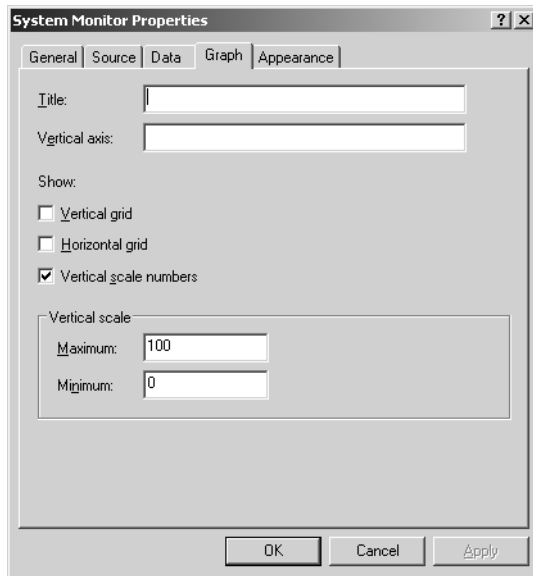 System Monitor Properties
General Source Data Graph Appearance
Title:
Vertical axis:
Show:
Vertical grid
Horizontal grid
Vertical scale numbers
Vertical scale
Maximum: 100
Minimum: 0
OK Cancel Apply